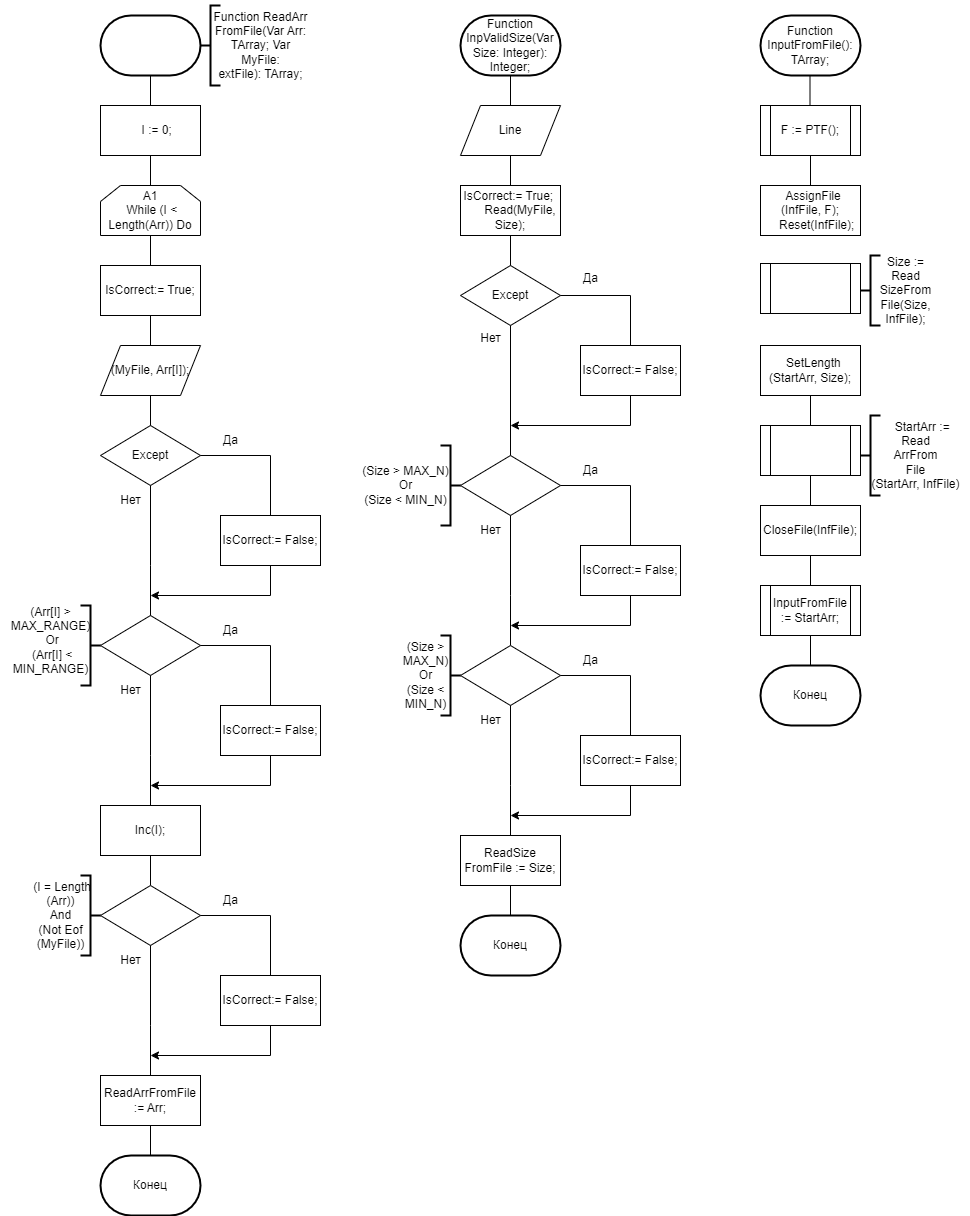 Function ReadArr
FromFile(Var Arr:
TArray; Var
MyFile:
extFile): TArray;
I := 0;
A1
While (I <
Length(Arr)) Do
IsCorrect:= True;
(MyFile, Arr[I]);
Except
Да
Нет
IsCorrect:= False;
(Arr[I] >
MAX_RANGE)
Or
(Arr[I] <
MIN_RANGE)
Да
Нет
IsCorrect:= False;
Inc(I);
(I = Length
(Arr))
And
(Not Eof
(MyFile))
Да
Нет
IsCorrect:= False;
ReadArrFromFile
:= Arr;
Конец
Function
InpValidSize(Var
Size: Integer):
Integer;
Line
IsCorrect:= True;
Read(MyFile,
Size);
Except
Да
Нет
IsCorrect:= False;
(Size > MAX_N)
Or
(Size < MIN_N)
Да
Нет
IsCorrect:= False;
(Size >
MAX_N)
Or
(Size <
MIN_N)
Да
Нет
IsCorrect:= False;
ReadSize
FromFile := Size;
Конец
Function
InputFromFile():
TArray;
F := PTF();
AssignFile
(InfFile, F);
Reset(InfFile);
Size :=
Read
SizeFrom
File(Size,
InfFile);
SetLength
(StartArr, Size);
StartArr :=
Read
ArrFrom
File
(StartArr, InfFile)
CloseFile(InfFile);
InputFromFile
:= StartArr;
Конец